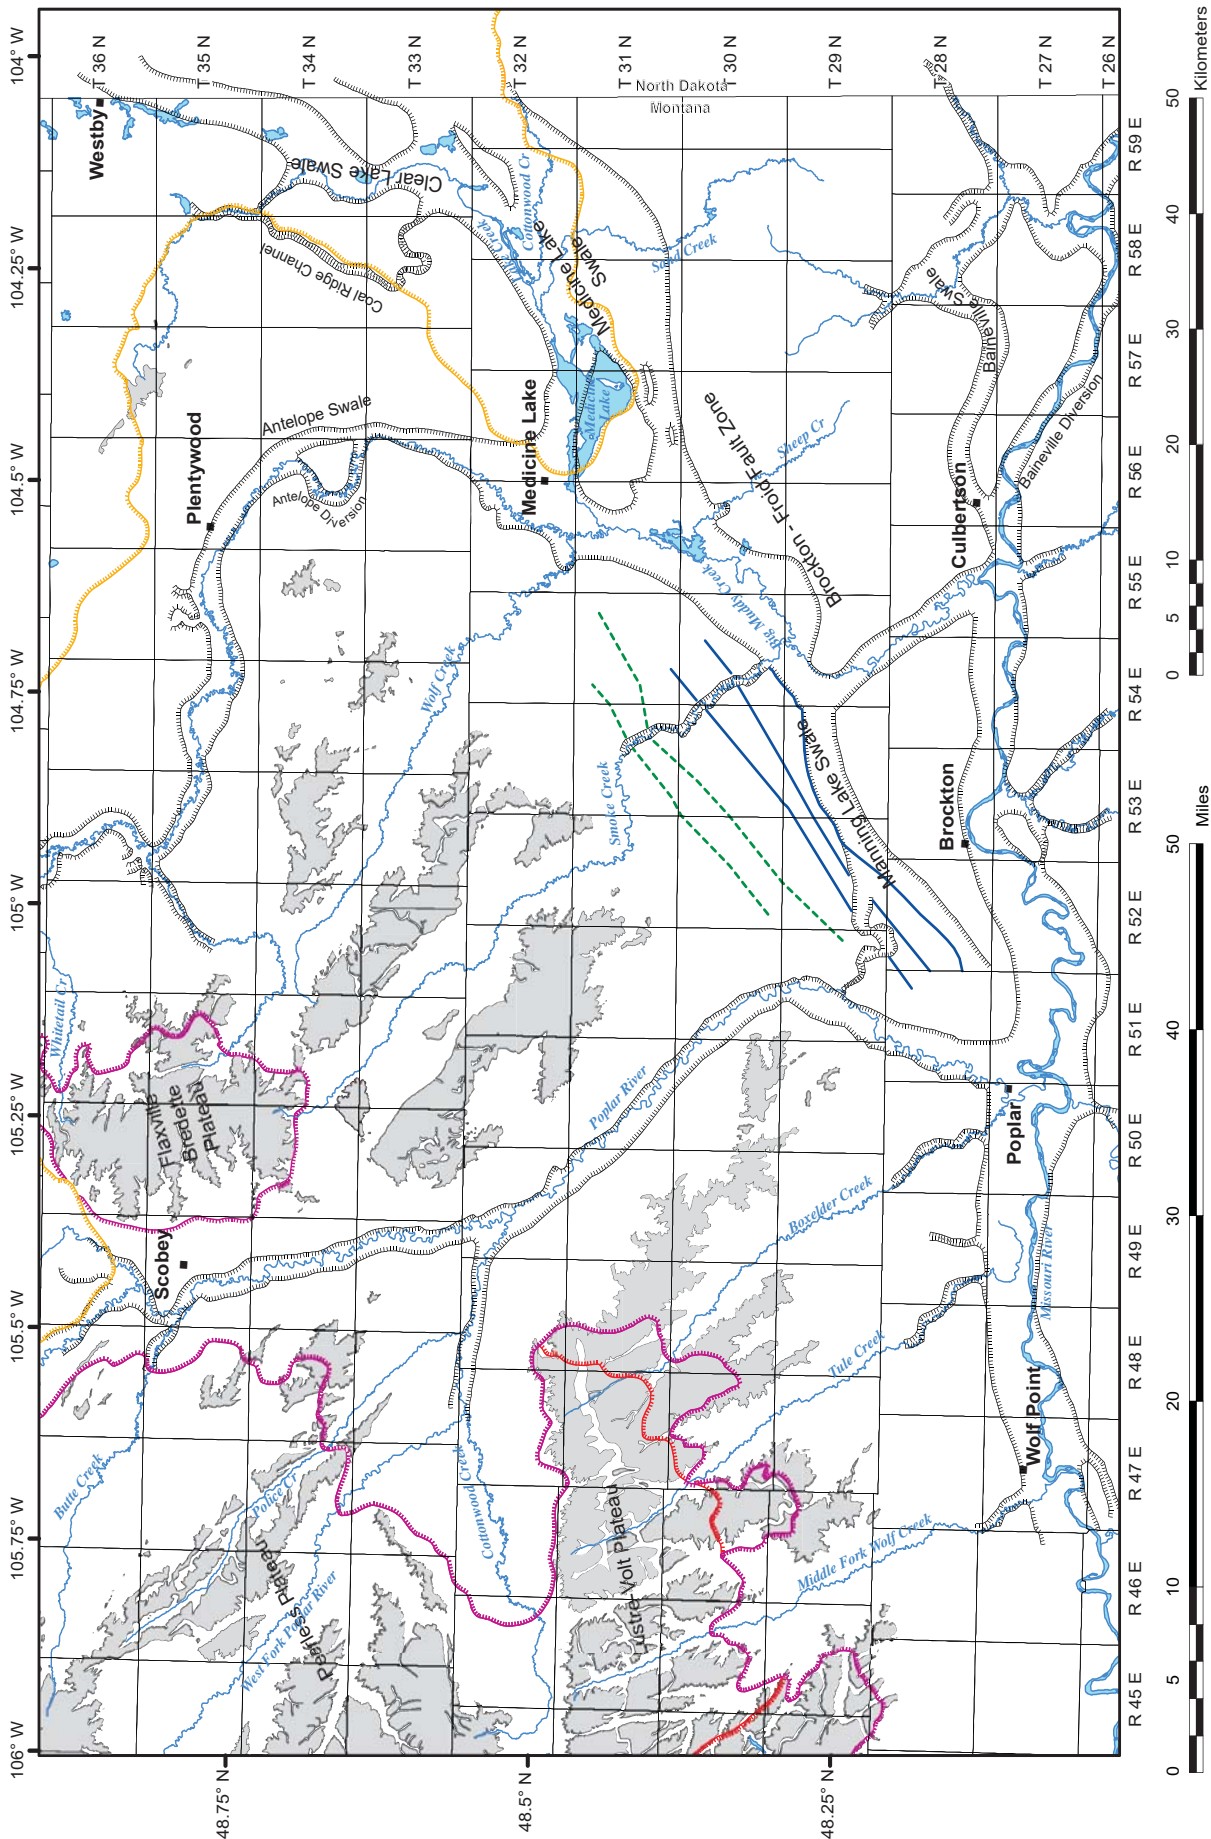 106° W
105.75° W
105.5° W
105.25° W
105° W
104.75° W
104.5° W
104.25° W
104° W
48.75° N
48.5° N
48.25° N
T 36 N
T 35 N
T 34 N
T 33 N
T 32 N
T 31 N
T 30 N
T 29 N
T 28 N
T 27 N
T 26 N
R 45 E
R 46 E
R 47 E
R 48 E
R 49 E
R 50 E
R 51 E
R 52 E
R 53 E
R 54 E
R 55 E
R 56 E
R 57 E
R 58 E
R 59 E
North Dakota
Montana
Westby
Plentywood
Scobey
Medicine Lake
Culbertson
Brockton
Poplar
Wolf Point
Whitetail Cr
Flaxville
Bredette
Plateau
Butte Creek
Police Cr
Peerless Plateau
West Fork Poplar River
Cottonwood Creek
Lustre-Volt Plateau
Middle Fork Wolf Creek
Tule Creek
Boxelder Creek
Poplar River
Missouri River
Wolf Creek
Smoke Creek
Manning Lake Swale
Big Muddy Creek
Brockton - Froid Fault Zone
Sheep Cr
Antelope Swale
Antelope Diversion
Coal Ridge Channel
Clear Lake Swale
Lake Creek
Cottonwood Cr
Medicine Lake
Swale
Medicine
Lake
Sand Creek
Baineville Swale
Baineville
Baineville Diversion
0 5 10 20 30 40 50
Miles
0 5 10 20 30 40 50
Kilometers